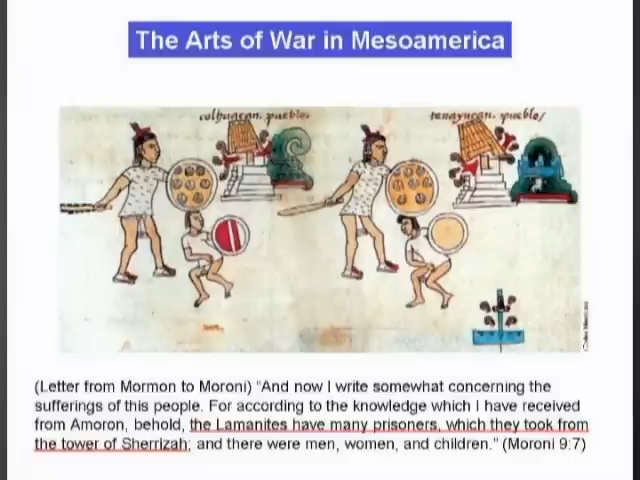 The Arts of War in Mesoamerica
colhuacan. pueblo.
tenayucan. pueblo/
(Letter from Mormon to Moroni) "And now I write somewhat concerning the
sufferings of this people. For according to the knowledge which I have received
from Amoron, behold, the Lamanites have many prisoners, which they took from
the tower of Sherrizah; and there were men, women, and children." (Moroni 9:7)